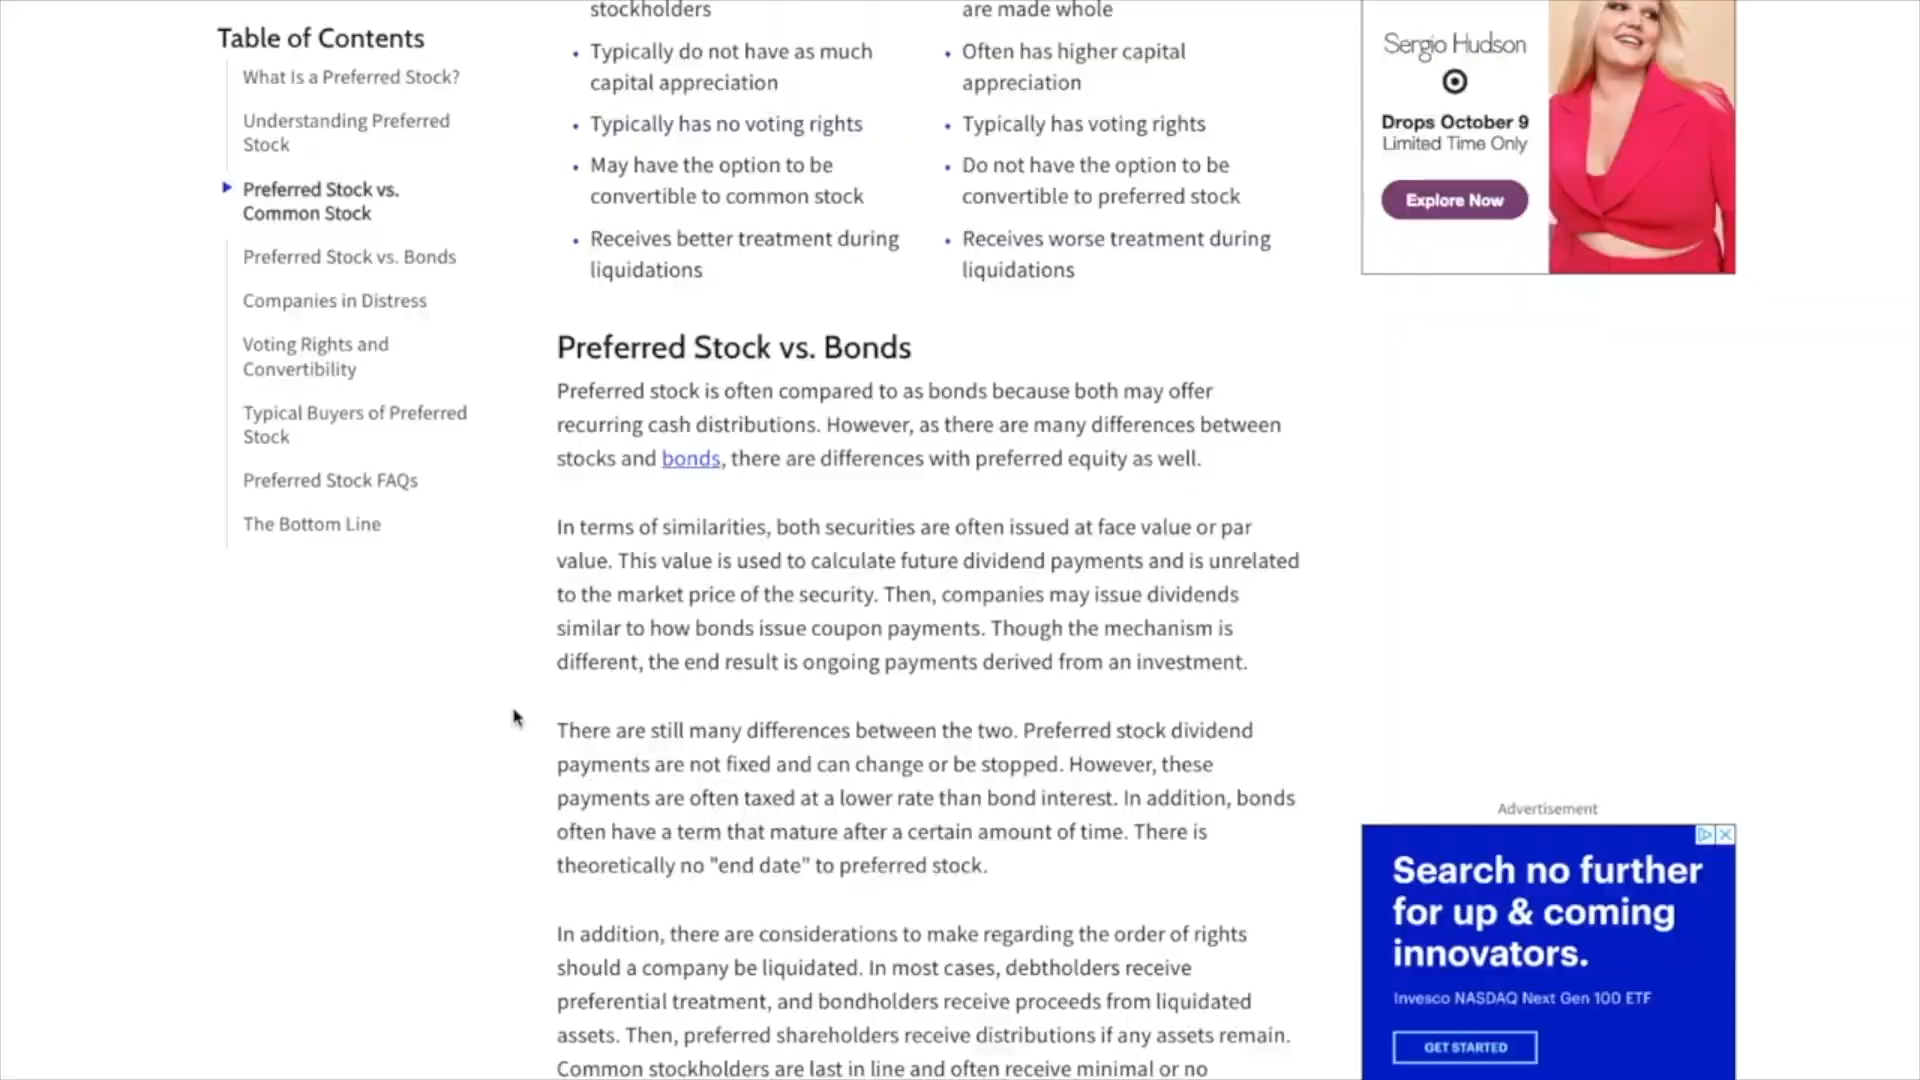 Table of Contents
What Is a Preferred Stock?
Understanding Preferred
Stock
Preferred Stock vs.
Common Stock
Preferred Stock vs. Bonds
Companies in Distress
Voting Rights and
Convertibility
Typical Buyers of Preferred
Stock
Preferred Stock FAQs
The Bottom Line
stockholders
• Typically do not have as much
capital appreciation
• Typically has no voting rights
• May have the option to be
convertible to common stock
• Receives better treatment during
liquidations
are made whole
• Often has higher capital
appreciation
• Typically has voting rights
• Do not have the option to be
convertible to preferred stock
• Receives worse treatment during
liquidations
Preferred Stock vs. Bonds
Preferred stock is often compared to as bonds because both may offer
recurring cash distributions. However, as there are many differences between
stocks and bonds, there are differences with preferred equity as well.
In terms of similarities, both securities are often issued at face value or par
value. This value is used to calculate future dividend payments and is unrelated
to the market price of the security. Then, companies may issue dividends
similar to how bonds issue coupon payments. Though the mechanism is
different, the end result is ongoing payments derived from an investment.
There are still many differences between the two. Preferred stock dividend
payments are not fixed and can change or be stopped. However, these
payments are often taxed at a lower rate than bond interest. In addition, bonds
often have a term that mature after a certain amount of time. There is
theoretically no "end date" to preferred stock.
In addition, there are considerations to make regarding the order of rights
should a company be liquidated. In most cases, debtholders receive
preferential treatment, and bondholders receive proceeds from liquidated
assets. Then, preferred shareholders receive distributions if any assets remain.
Common stockholders are last in line and often receive minimal or no
Sergio Hudson
Drops October 9
Limited Time Only
Explore Now
Advertisement
Search no further
for up & coming
innovators.
Invesco NASDAQ Next Gen 100 ETF
GET STARTED